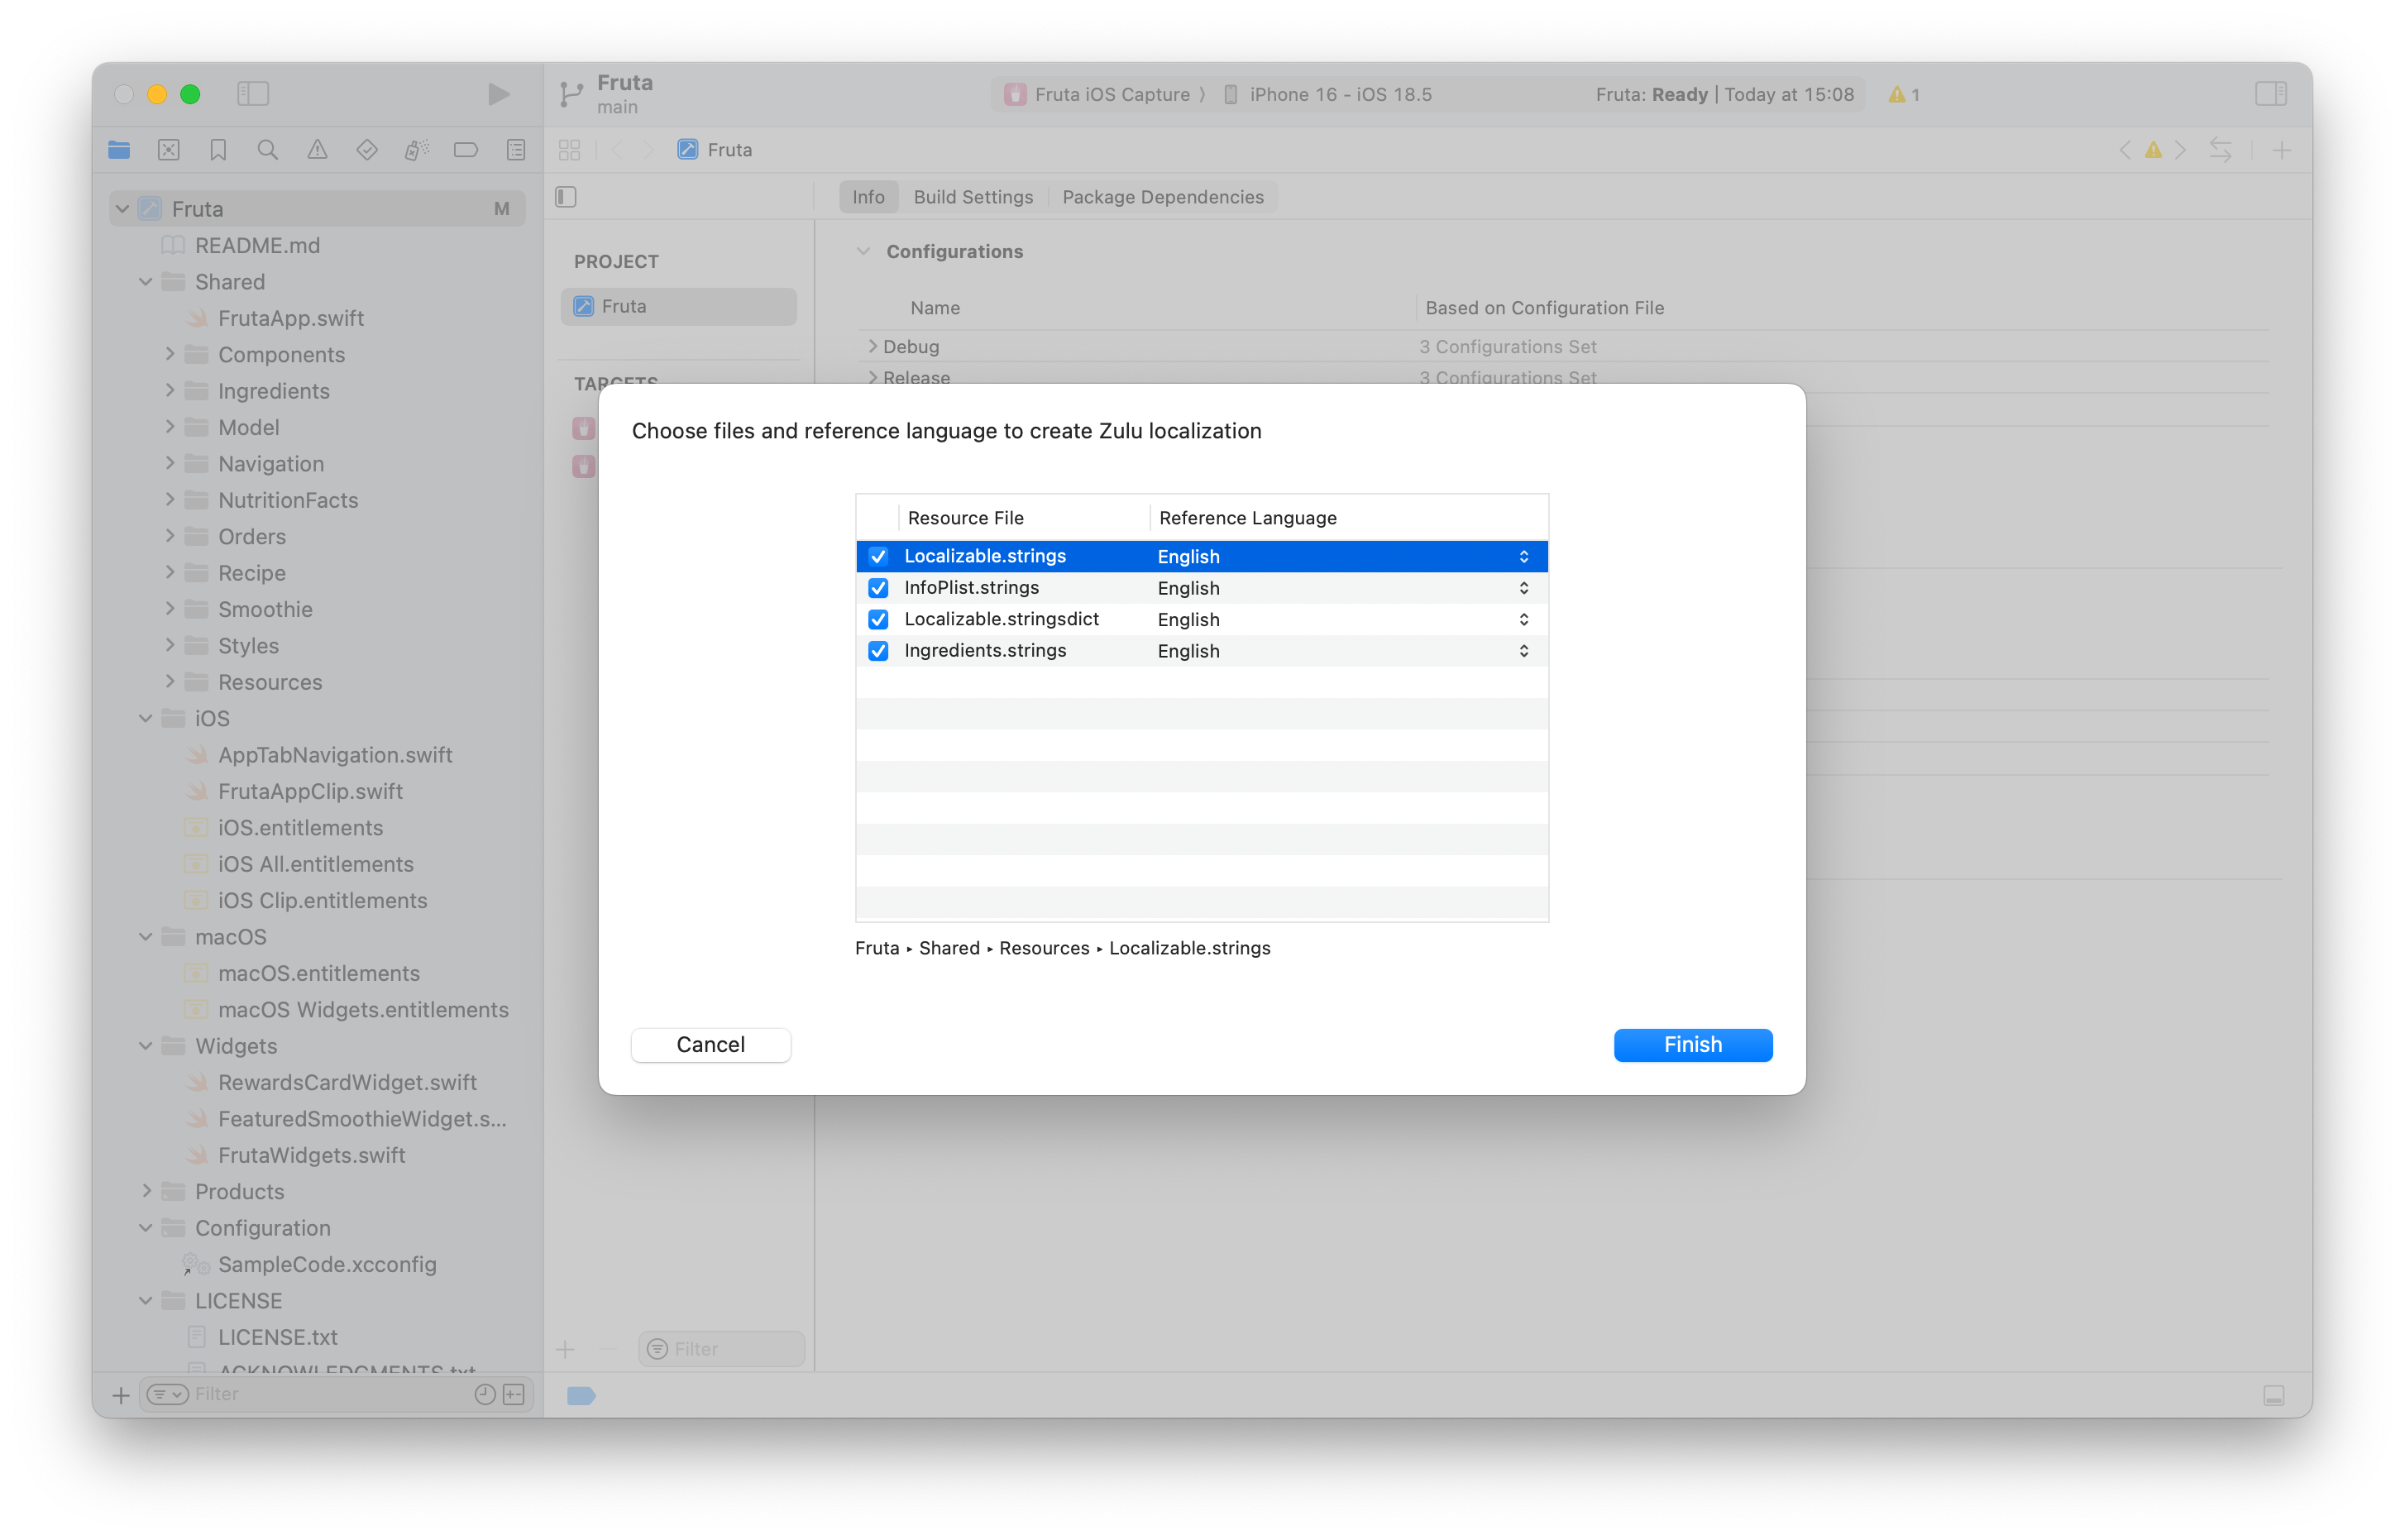 Fruta
main
Fruta iOS Capture
iPhone 16 - iOS 18.5
Fruta: Ready | Today at 15:08
1
Fruta
Info
Build Settings
Package Dependencies
Fruta
M
README.md
Shared
FrutaApp.swift
Components
Ingredients
Model
Navigation
NutritionFacts
Orders
Recipe
Smoothie
Styles
Resources
iOS
AppTabNavigation.swift
FrutaAppClip.swift
iOS.entitlements
iOS All.entitlements
iOS Clip.entitlements
macOS
macOS.entitlements
macOS Widgets.entitlements
Widgets
RewardsCardWidget.swift
FeaturedSmoothieWidget.s...
FrutaWidgets.swift
Products
Configuration
SampleCode.xcconfig
LICENSE
LICENSE.txt
ACKNOWLEDGMENTS.txt
Filter
PROJECT
Fruta
TARGETS
Filter
Configurations
Name
Based on Configuration File
Debug
3 Configurations Set
Release
3 Configurations Set
Choose files and reference language to create Zulu localization
Resource File
Reference Language
Localizable.strings
English
InfoPlist.strings
English
Localizable.stringsdict
English
Ingredients.strings
English
Fruta ▸ Shared ▸ Resources ▸ Localizable.strings
Cancel
Finish